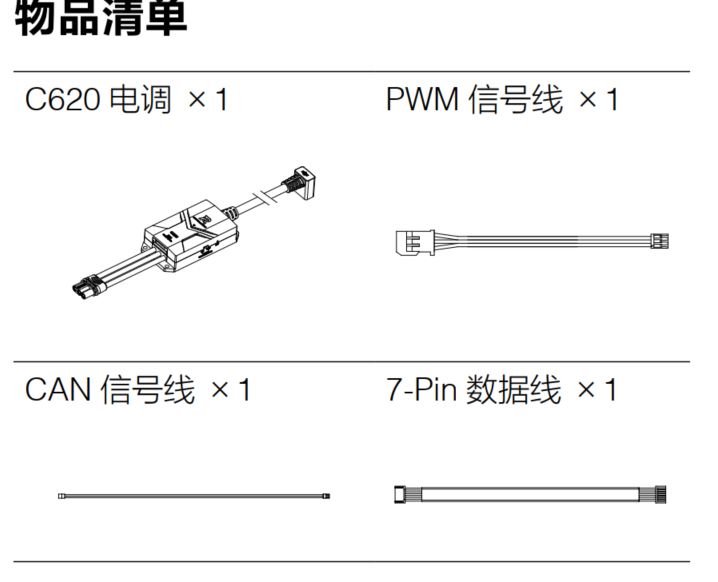 物品清单
C620 电调 ×1
PWM 信号线 ×1
CAN 信号线 ×1
7-Pin 数据线 ×1